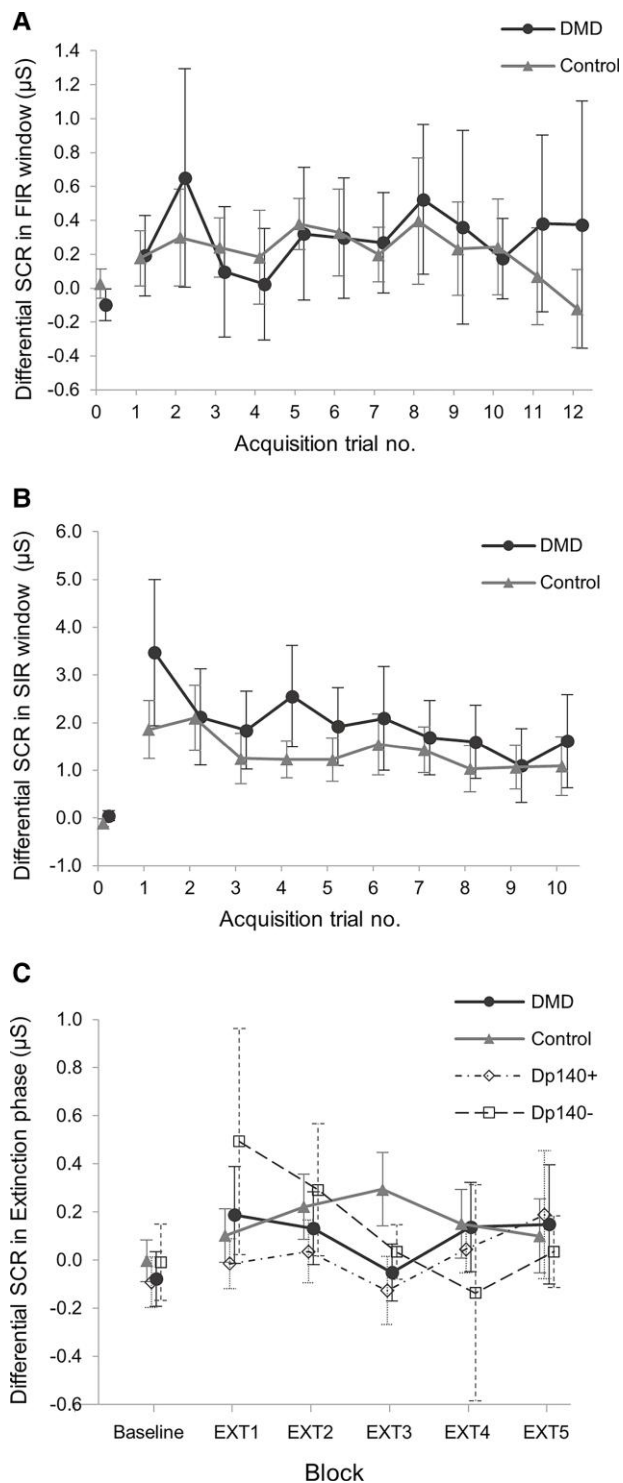 A
DMD
Control
Differential SCR in FIR window (µS)
1.4
1.2
1.0
0.8
0.6
0.4
0.2
0.0
-0.2
-0.4
-0.6
0 1 2 3 4 5 6 7 8 9 10 11 12
Acquisition trial no.
B
DMD
Control
Differential SCR in SIR window (µS)
6.0
5.0
4.0
3.0
2.0
1.0
0.0
-1.0
0 1 2 3 4 5 6 7 8 9 10
Acquisition trial no.
C
DMD
Control
Dp140+
Dp140-
Differential SCR in Extinction phase (µS)
1.0
0.8
0.6
0.4
0.2
0.0
-0.2
-0.4
-0.6
Baseline EXT1 EXT2 EXT3 EXT4 EXT5
Block